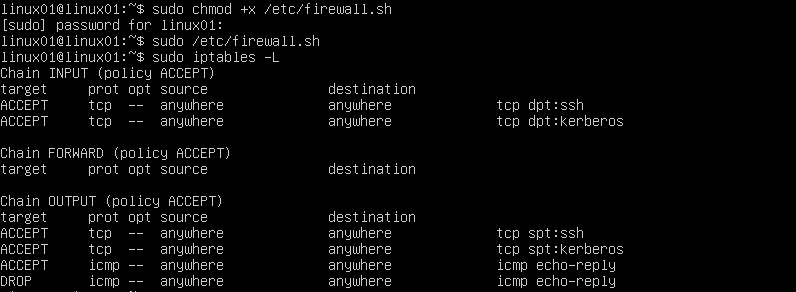 linux01@linux01:~$ sudo chmod +x /etc/firewall.sh
[sudo] password for linux01:
linux01@linux01:~$ sudo /etc/firewall.sh
linux01@linux01:~$ sudo iptables -L
Chain INPUT (policy ACCEPT)
target     prot opt source               destination
ACCEPT     tcp  --  anywhere             anywhere             tcp dpt:ssh
ACCEPT     tcp  --  anywhere             anywhere             tcp dpt:kerberos

Chain FORWARD (policy ACCEPT)
target     prot opt source               destination

Chain OUTPUT (policy ACCEPT)
target     prot opt source               destination
ACCEPT     tcp  --  anywhere             anywhere             tcp spt:ssh
ACCEPT     tcp  --  anywhere             anywhere             tcp spt:kerberos
ACCEPT     icmp --  anywhere             anywhere             icmp echo-reply
DROP       icmp --  anywhere             anywhere             icmp echo-reply